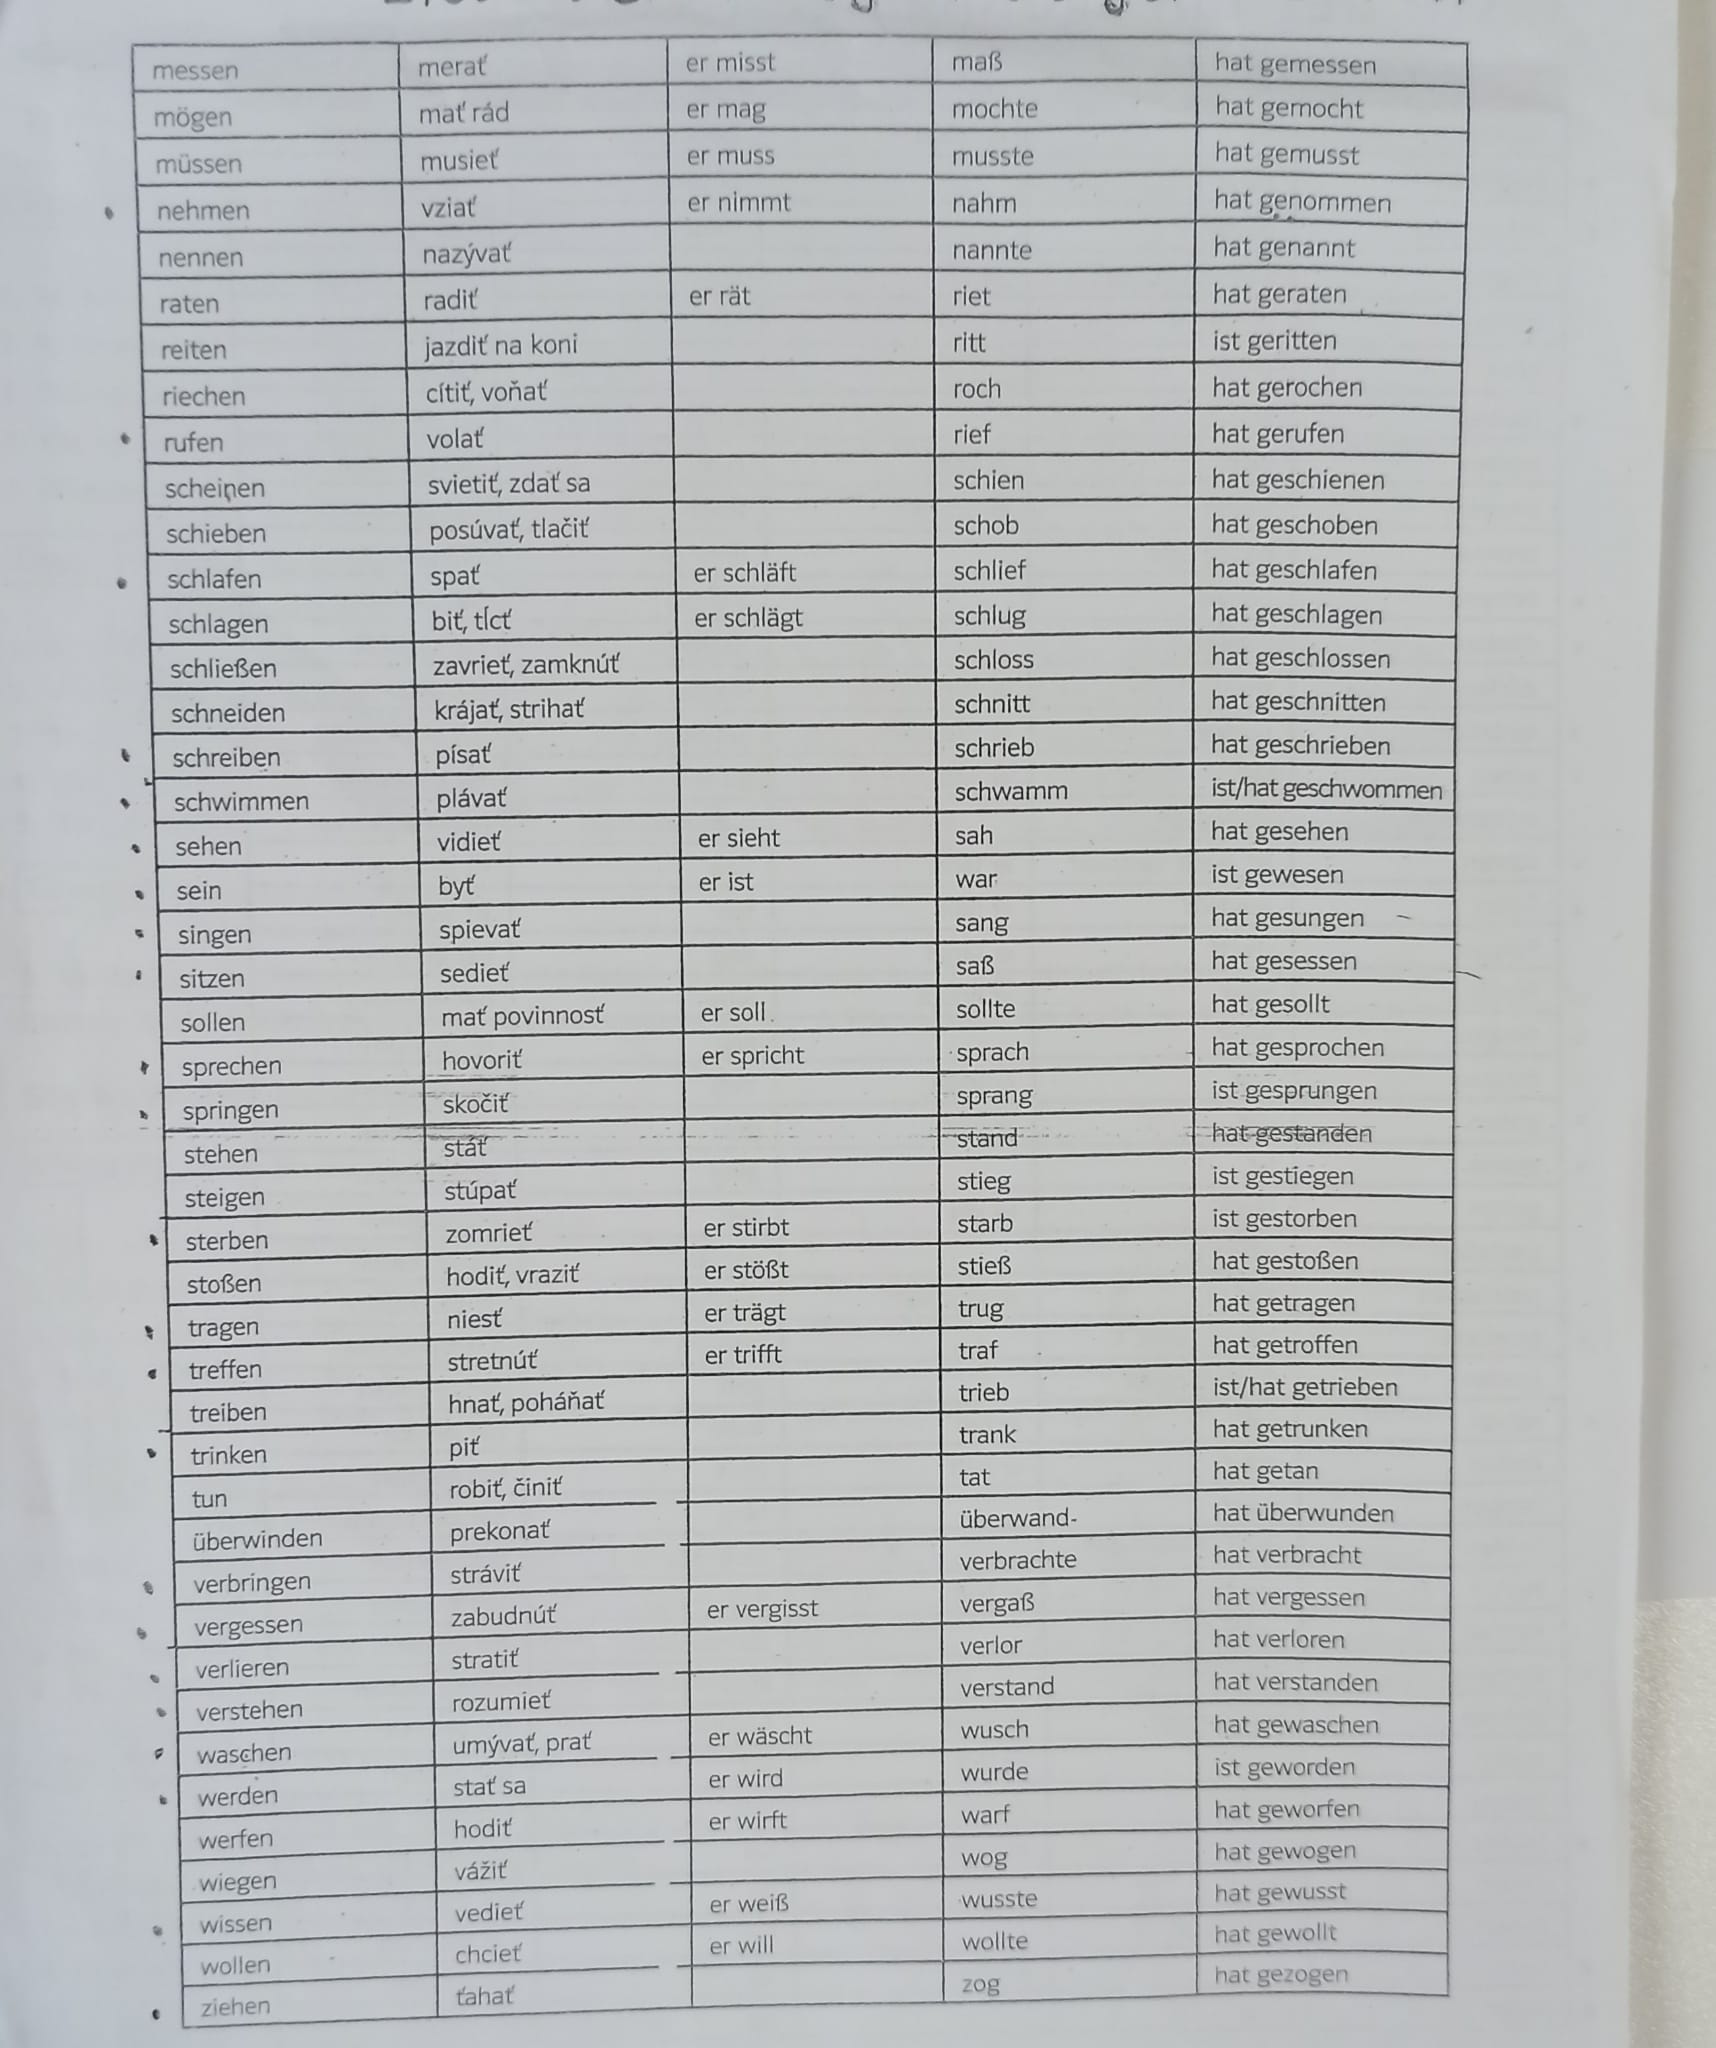 messen merať er misst maß hat gemessen
mögen mať rád er mag mochte hat gemocht
müssen musieť er muss musste hat gemusst
nehmen vziať er nimmt nahm hat genommen
nennen nazývať nannte hat genannt
raten radiť er rät riet hat geraten
reiten jazdiť na koni ritt ist geritten
riechen cítiť, voňať roch hat gerochen
rufen volať rief hat gerufen
scheinen svietiť, zdať sa schien hat geschienen
schieben posúvať, tlačiť schob hat geschoben
schlafen spať er schläft schlief hat geschlafen
schlagen biť, tĺcť er schlägt schlug hat geschlagen
schließen zavrieť, zamknúť schloss hat geschlossen
schneiden krájať, strihať schnitt hat geschnitten
schreiben písať schrieb hat geschrieben
schwimmen plávať schwamm ist/hat geschwommen
sehen vidieť er sieht sah hat gesehen
sein byť er ist war ist gewesen
singen spievať sang hat gesungen
sitzen sedieť saß hat gesessen
sollen mať povinnosť er soll sollte hat gesollt
sprechen hovoriť er spricht sprach hat gesprochen
springen skočiť sprang ist gesprungen
stehen stáť stand hat gestanden
steigen stúpať stieg ist gestiegen
sterben zomrieť er stirbt starb ist gestorben
stoßen hodiť, vraziť er stößt stieß hat gestoßen
tragen niesť er trägt trug hat getragen
treffen stretnúť er trifft traf hat getroffen
treiben hnať, poháňať trieb ist/hat getrieben
trinken piť trank hat getrunken
tun robiť, činiť tat hat getan
überwinden prekonať überwand- hat überwunden
verbringen stráviť verbrachte hat verbracht
vergessen zabudnúť er vergisst vergaß hat vergessen
verlieren stratiť verlor hat verloren
verstehen rozumieť verstand hat verstanden
waschen umývať, prať er wäscht wusch hat gewaschen
werden stať sa er wird wurde ist geworden
werfen hodiť er wirft warf hat geworfen
wiegen vážiť wog hat gewogen
wissen vedieť er weiß wusste hat gewusst
wollen chcieť er will wollte hat gewollt
ziehen ťahať zog hat gezogen